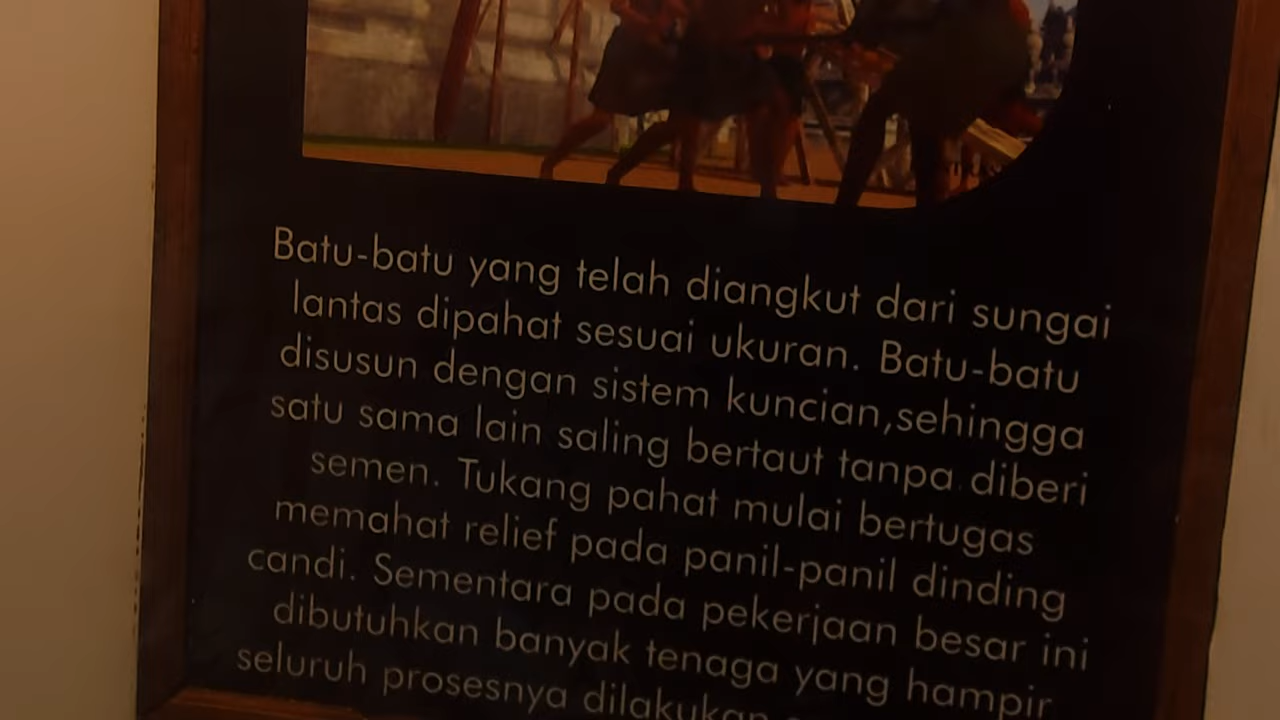 Batu-batu yang telah diangkut dari sungai
lantas dipahat sesuai ukuran. Batu-batu
disusun dengan sistem kuncian,sehingga
satu sama lain saling bertaut tanpa diberi
semen. Tukang pahat mulai bertugas
memahat relief pada panil-panil dinding
candi. Sementara pada pekerjaan besar ini
dibutuhkan banyak tenaga yang hampir
seluruh prosesnya dilakukan